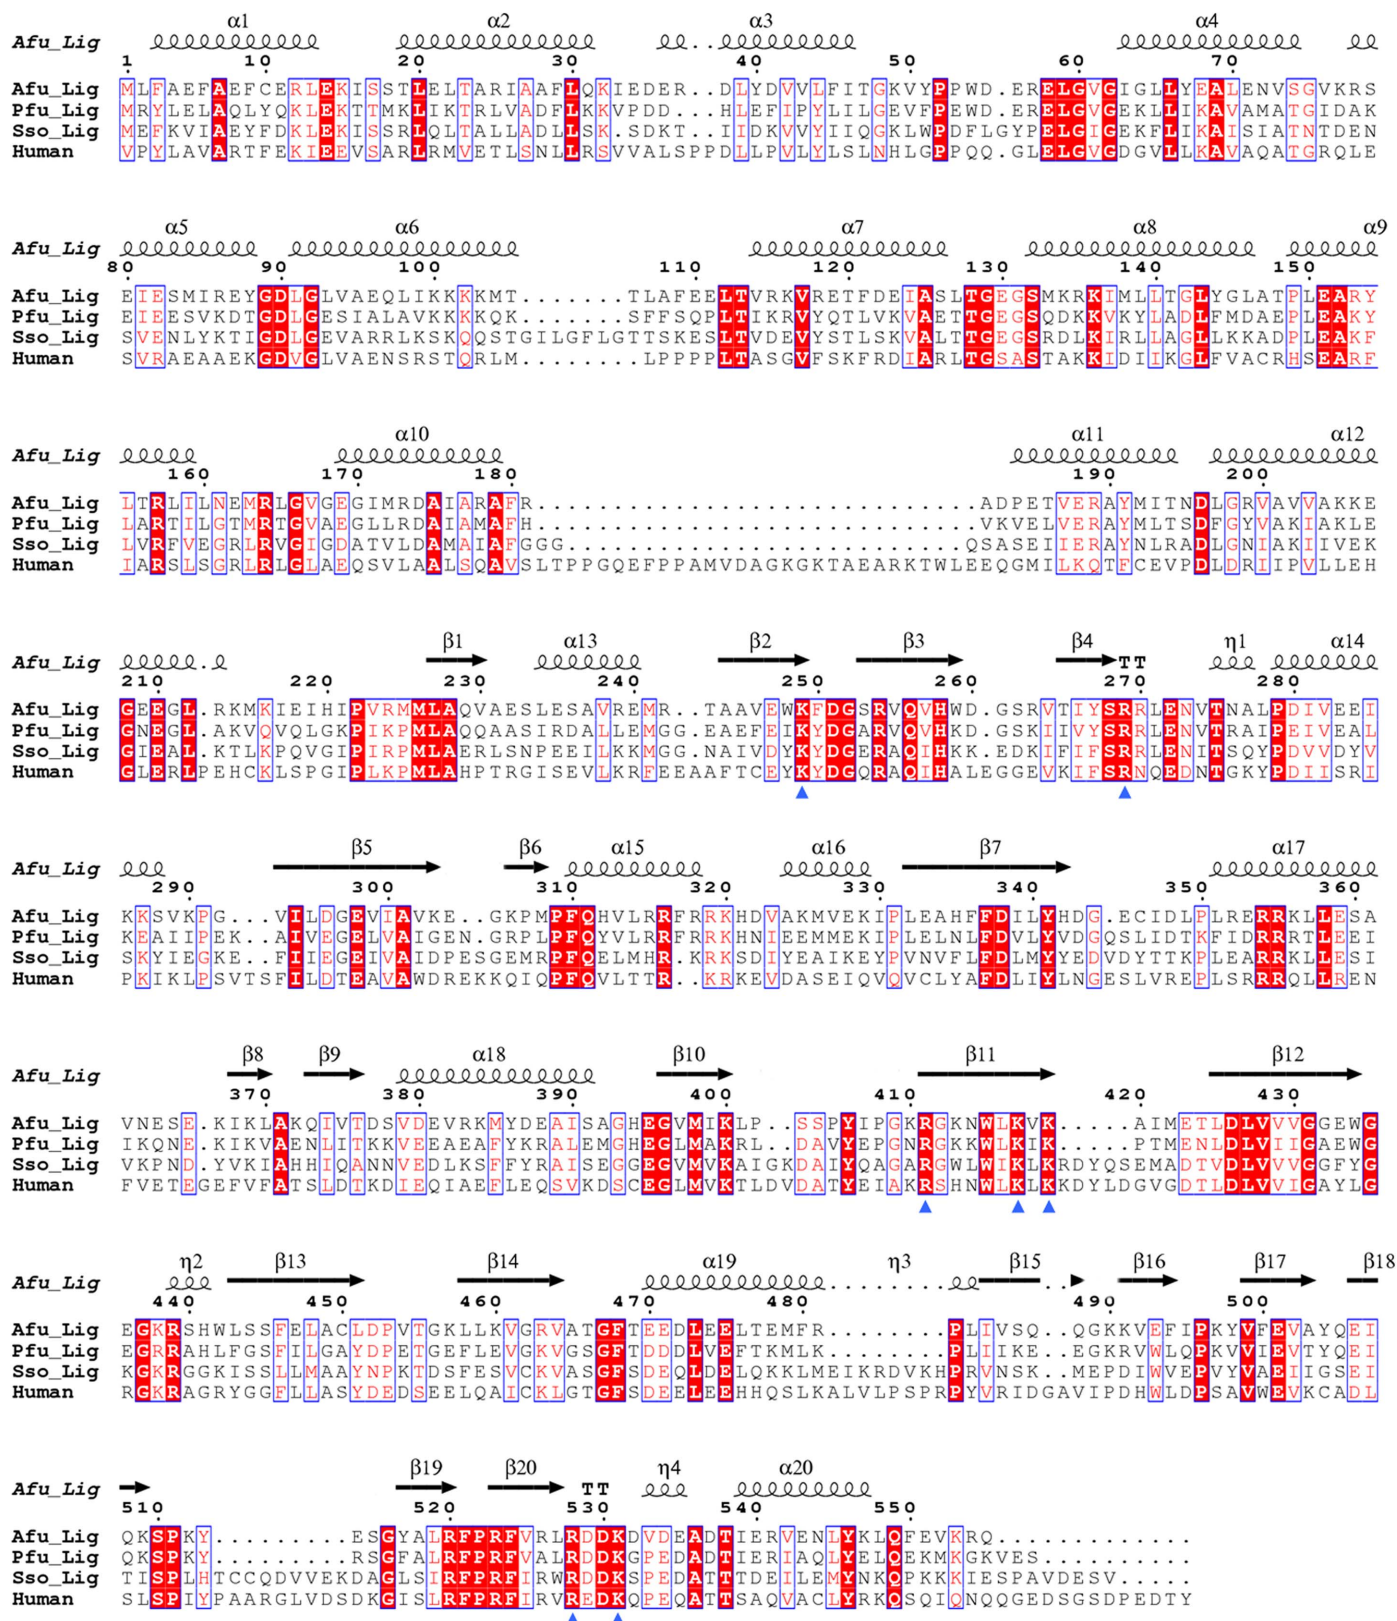 α1 α2 α3 α4
Afu_Lig
1 10 20 30 40 50 60 70
Afu_Lig MLFAEFAEFCERLEKISSTLELTARIAAFLQKIEDER..DLYDVVLFITGKVYPPWD.ERELGVGIGLLYEALENVSGVKRS
Pfu_Lig MRYLELAQLYQKLEKTTMKLIKTRLVADFLKKVPDD...HLEFIPYLILGEVFPEWD.ERELGVGEKLLIKAVAMATGIDAK
Sso_Lig MEFKVIAEYFDKLEKISSRLQLTALLADLLSK.SDKT..IIDKVVYIIQGKLWPDFLGYPELGIGEKFLIKAISIATNTDEN
Human VPYLAVARTFEKIEEVSARLRMVETLSNLLRSVVALSPPDLLPVLYLSLNHLGPPQQ.GLELGVGDGVLLKAVAQATGRQLE
α5 α6 α7 α8 α9
Afu_Lig
80 90 100 110 120 130 140 150
Afu_Lig EIESMIREYGDLGLVAEQLIKKKKMT.......TLAFEELTVRKVRETFDEIASLTGEGSMKRKIMLLTGLYGLATPLEARY
Pfu_Lig EIEESVKDTGDLGESIALAVKKKKQK.......SFFSQPLTIKRVYQTLVKVAETTGEGSQDKKVKYLADLFMDAEPLEAKY
Sso_Lig SVENLYKTIGDLGEVARRLKSKQQSTGILGFLGTTSKESLTVDEVYSTLSKVALTTGEGSRDLKIRLLAGLLKKADPLEAKF
Human SVRAEAAEKGDVGLVAENSRSTQRLM.......LPPPPLTASGVFSKFRDIARLTGSASTAKKIDIIKGLFVACRHSEARF
α10 α11 α12
Afu_Lig
160 170 180 190 200
Afu_Lig LTRLILNEMRLGVGEGIMRDAIARAFR.............................ADPETVERAYMITNDLGRVAVVAKKE
Pfu_Lig LARTILGTMRTGVAEGLLRDAIAMAFH.............................VKVELVERAYMLTSDFGYVAKIAKLE
Sso_Lig LVRFVEGRLRVGIGDATVLDAMAIAFGGG..........................QSASEIIERAYNLRADLGNIAKIIVEK
Human IARSLSGRLRLGLAEQSVLAALSQAVSLTPPGQEFPPAMVDAGKGKTAEARKTWLEEQGMILKQTFCEVPDLDRIIPVLLEH
β1 α13 β2 β3 β4 η1 α14
Afu_Lig TT
210 220 230 240 250 260 270 280
Afu_Lig GEEGL.RKMKIEIHIPVRMMLAQVAESLESAVREMR..TAAVEWKFDGSRVQVHWD.GSRVTIYSRRLENVTNALPDIVEEI
Pfu_Lig GNEGL.AKVQVQLGKPIKPMLAQQAASIRDALLEMGG.EAEFEIKYDGARVQVHKD.GSKIIVYSRRLENVTRAIPEIVEAL
Sso_Lig GIEAL.KTLKPQVGIPIRPMLAERLSNPEEILKKMGG.NAIVDYKYDGERAQIHKK.EDKIFIFSRRLENITSQYPDVVDYV
Human GLERLPEHCKLSPGIPLKPMLAHPTRGISEVLKRFEEAAFTCEYKYDGQRAQIHALEGGEVKIFSRNQEDNTGKYPDIISRI
β5 β6 α15 α16 β7 α17
Afu_Lig
290 300 310 320 330 340 350 360
Afu_Lig KKSVKPG...VILDGEVIAVKE..GKPMPFQHVLRRFRRKHDVAKMVEKIPLEAHFFDILYHDG.ECIDLPLRERRKLLESA
Pfu_Lig KEAIIPEK..AIVEGELVAIGEN.GRPLPFQYVLRRFRRKHNIEEMMEKIPLELNLFDVLYVDGQSLIDTKFIDRRRTLEEI
Sso_Lig SKYIEGKE..FIIEGEIVAIDPESGEMRPFQELMHR.KRKSDIYEAIKEYPVNVFLFDLMYYEDVDYTTKPLEARRKLLESI
Human PKIKLPSVTSFILDTEAVAWDREKKQIQPFQVLTTR..KRKEVDASEIQVQVCLYAFDLIYLNGESLVREPLSRRRQLLREN
β8 β9 α18 β10 β11 β12
Afu_Lig
370 380 390 400 410 420 430
Afu_Lig VNESE.KIKLAKQIVTDSVDEVRKMYDEAISAGHEGVMIKLP..SSPYIPGKRGKNWLKVK.....AIMETLDLVVVGGEWG
Pfu_Lig IKQNE.KIKVAENLITKKVEEAEAFYKRALEMGHEGLMAKRL..DAVYEPGNRGKKWLKIK.....PTMENLDLVIIGAEWG
Sso_Lig VKPND.YVKIAHHIQANNVEDLKSFFYRAISEGGEGVMVKAIGKDAIYQAGARGWLWIKLKRDYQSEMADTVDLVVVGGFYG
Human FVETEGEFVFATSLDTKDIEQIAEFLEQSVKDSCEGLMVKTLDVDATYEIAKRSHNWLKLKKDYLDGVGDTLDLVVIGAYLG
η2 β13 β14 α19 η3 β15 β16 β17 β18
Afu_Lig
440 450 460 470 480 490 500
Afu_Lig EGKRSHWLSSFELACLDPVTGKLLKVGRVATGFTEEDLEELTEMFR........PLIVSQ..QGKKVEFIPKYVFEVAYQEI
Pfu_Lig EGRRAHLFGSFILGAYDPETGEFLEVGKVGSGFTDDDLVEFTKMLK........PLIIKE..EGKRVWLQPKVVIEVTYQEI
Sso_Lig KGKRGGKISSLLMAAYNPKTDSFESVCKVASGFSDEQLDELQKKLMEIKRDVKHPRVNSK..MEPDIWVEPVYVAEIIGSEI
Human RGKRAGRYGGFLLASYDEDSEELQAICKLGTGFSDEELEEHHQSLKALVLPSPRPYVRIDGAVIPDHWLDPSAVWEVKCADL
β19 β20 η4 α20
Afu_Lig TT
510 520 530 540 550
Afu_Lig QKSPKY.........ESGYALRFPRFVRLRDDKDVDEADTIERVENLYKLQFEVKRQ..........
Pfu_Lig QKSPKY.........RSGFALRFPRFVALRDDKGPEDADTIERIAQLYELQEKMKGKVES.......
Sso_Lig TISPLHTCCQDVVEKDAGLSIRFPRFIRWRDDKSPEDATTTDEILEMYNKQPKKKIESPAVDESV.....
Human SLSPIYPAARGLVDSDKGISLRFPRFIRVREDKQPEQATTSAQVACLYRKQSQIQNQQGEDSGSDPEDTY